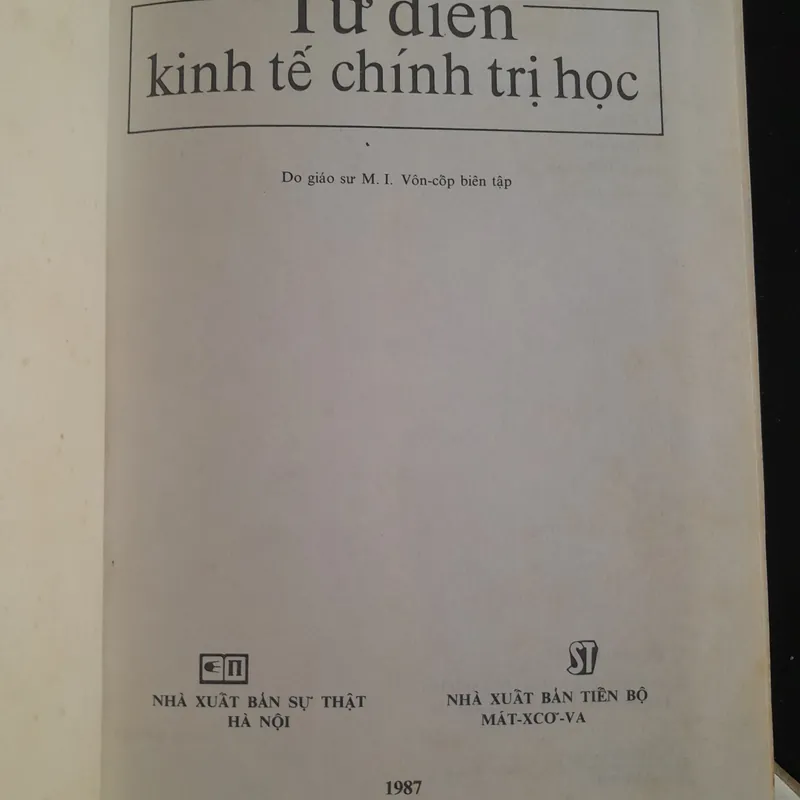 Từ điển
kinh tế chính trị học
Do giáo sư M. I. Vôn-cốp biên tập
ST
NHÀ XUẤT BẢN SỰ THẬT
HÀ NỘI
NHÀ XUẤT BẢN TIẾN BỘ
MÁT-XCƠ-VA
1987